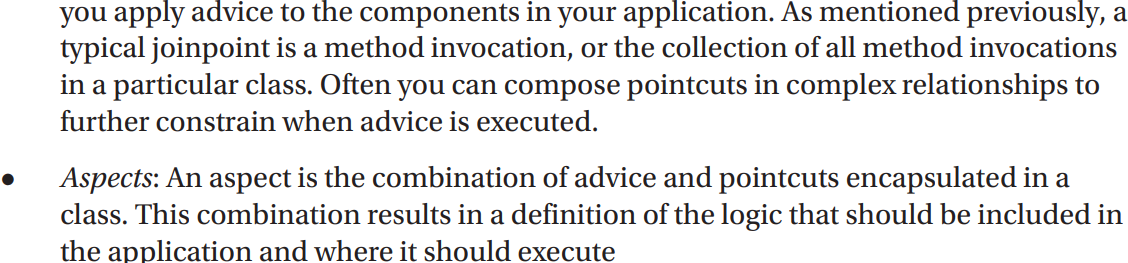 you apply advice to the components in your application. As mentioned previously, a
typical joinpoint is a method invocation, or the collection of all method invocations
in a particular class. Often you can compose pointcuts in complex relationships to
further constrain when advice is executed.
• Aspects: An aspect is the combination of advice and pointcuts encapsulated in a
class. This combination results in a definition of the logic that should be included in
the application and where it should execute